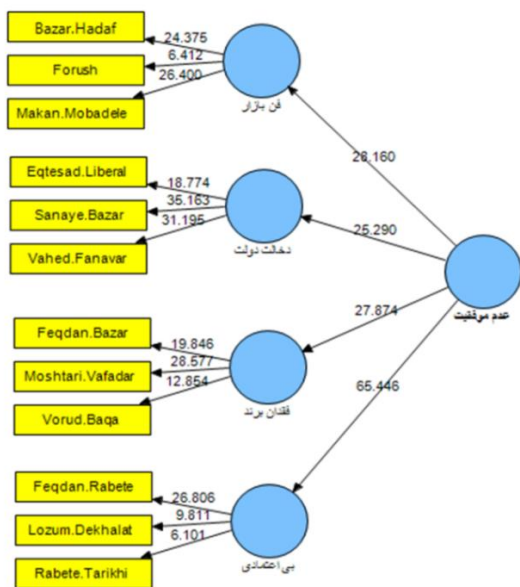 Bazar.Hadaf
24.375
Forush
6.412
Makan.Mobadele
26.400
فن بازار
28.160
Eqtesad.Liberal
18.774
Sanaye.Bazar
35.163
Vahed.Fanavar
31.195
دخالت دولت
25.290
عدم موفقیت
27.874
Feqdan.Bazar
19.846
Moshtari.Vafadar
28.577
Vorud.Baqa
12.854
فقدان برند
65.446
Feqdan.Rabete
26.806
Lozum.Dekhalat
9.811
Rabete.Tarikhi
6.101
بی اعتمادی